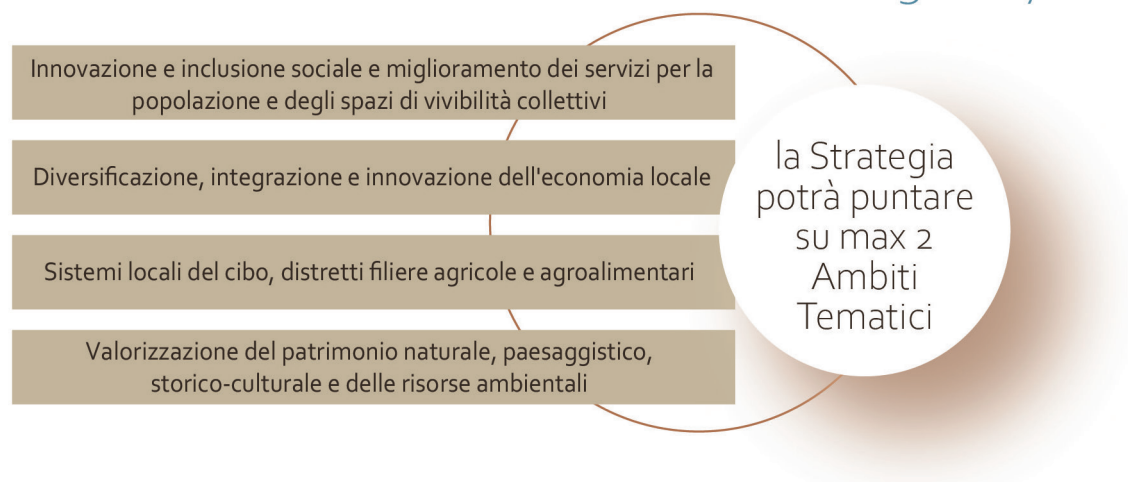 Innovazione e inclusione sociale e miglioramento dei servizi per la
popolazione e degli spazi di vivibilità collettivi
Diversificazione, integrazione e innovazione dell'economia locale
Sistemi locali del cibo, distretti filiere agricole e agroalimentari
Valorizzazione del patrimonio naturale, paesaggistico,
storico-culturale e delle risorse ambientali
la Strategia
potrà puntare
su max 2
Ambiti
Tematici